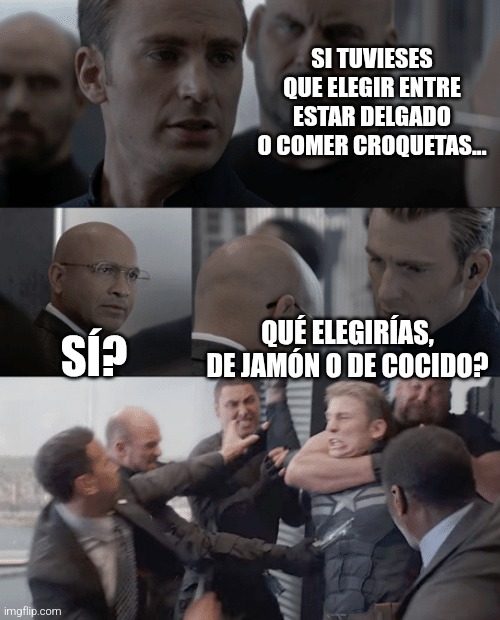 SI TUVIESES
QUE ELEGIR ENTRE
ESTAR DELGADO
O COMER CROQUETAS...
SÍ?
QUÉ ELEGIRÍAS,
DE JAMÓN O DE COCIDO?
imgflip.com